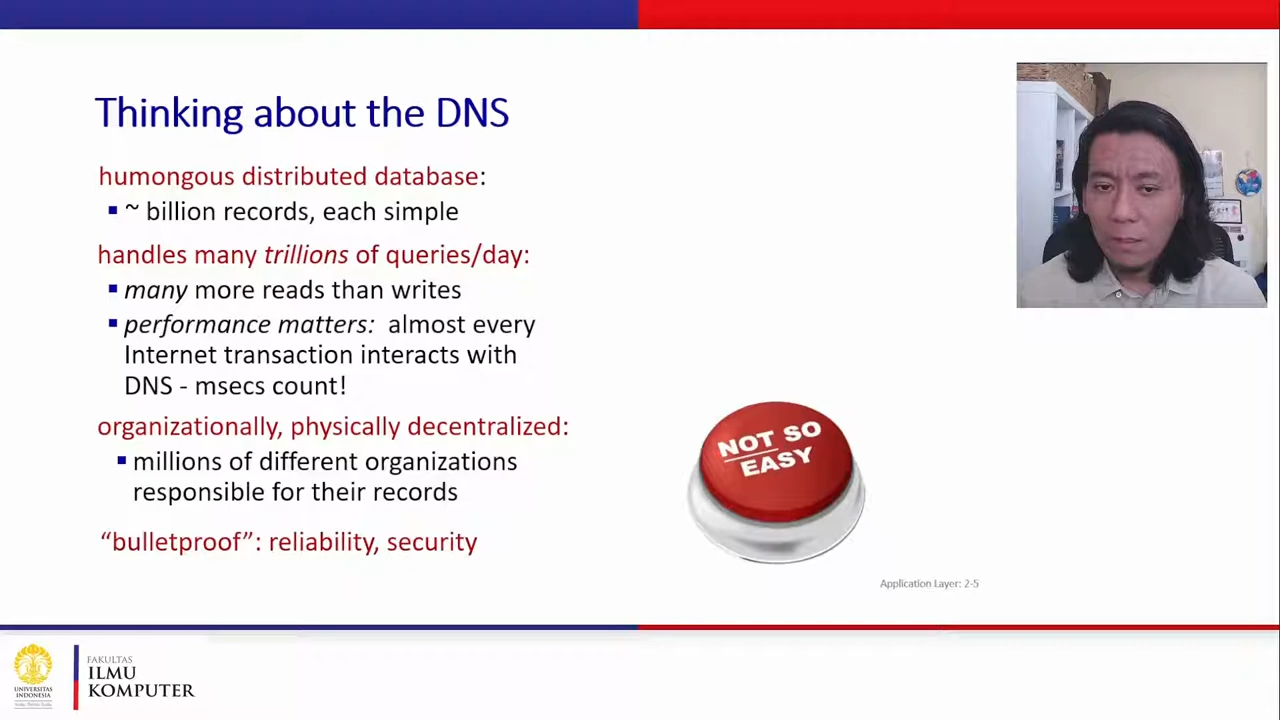 Thinking about the DNS
humongous distributed database:
▪ ~ billion records, each simple
handles many trillions of queries/day:
▪ many more reads than writes
▪ performance matters: almost every
Internet transaction interacts with
DNS - msecs count!
organizationally, physically decentralized:
▪ millions of different organizations
responsible for their records
“bulletproof”: reliability, security
NOT SO
EASY
Application Layer: 2-5
UNIVERSITAS
INDONESIA
FAKULTAS
ILMU
KOMPUTER